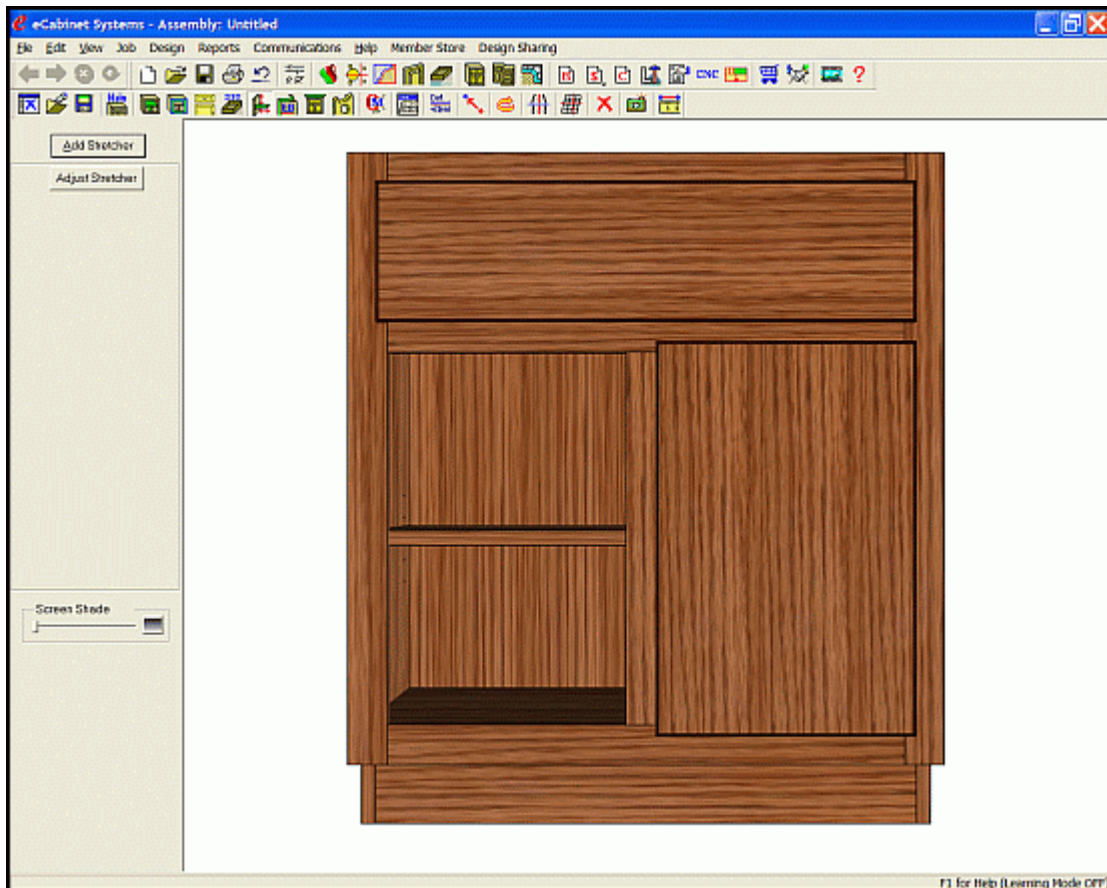 eCabinet Systems - Assembly: Untitled
File Edit View Job Design Reports Communications Help Member Store Design Sharing
CNC
Add Stretcher
Adjust Stretcher
Screen Shade
F1 for Help (Learning Mode OFF)